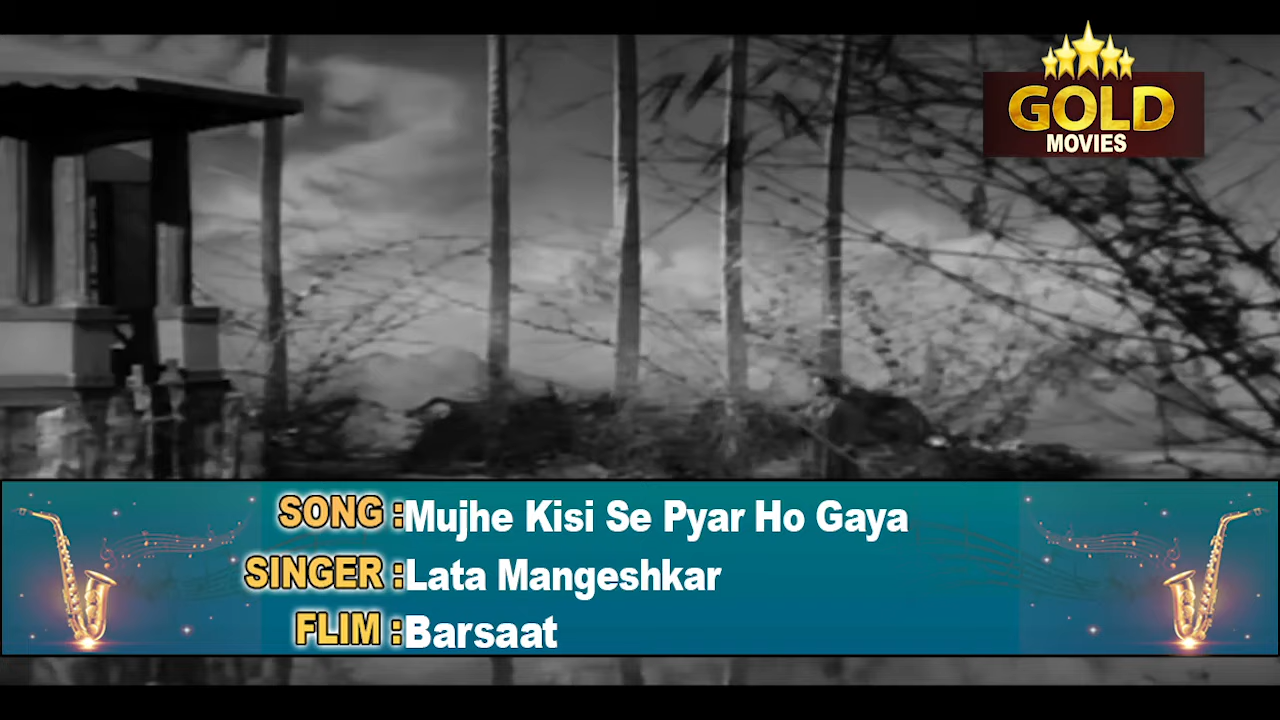 GOLD
MOVIES
SONG :Mujhe Kisi Se Pyar Ho Gaya
SINGER :Lata Mangeshkar
FLIM :Barsaat